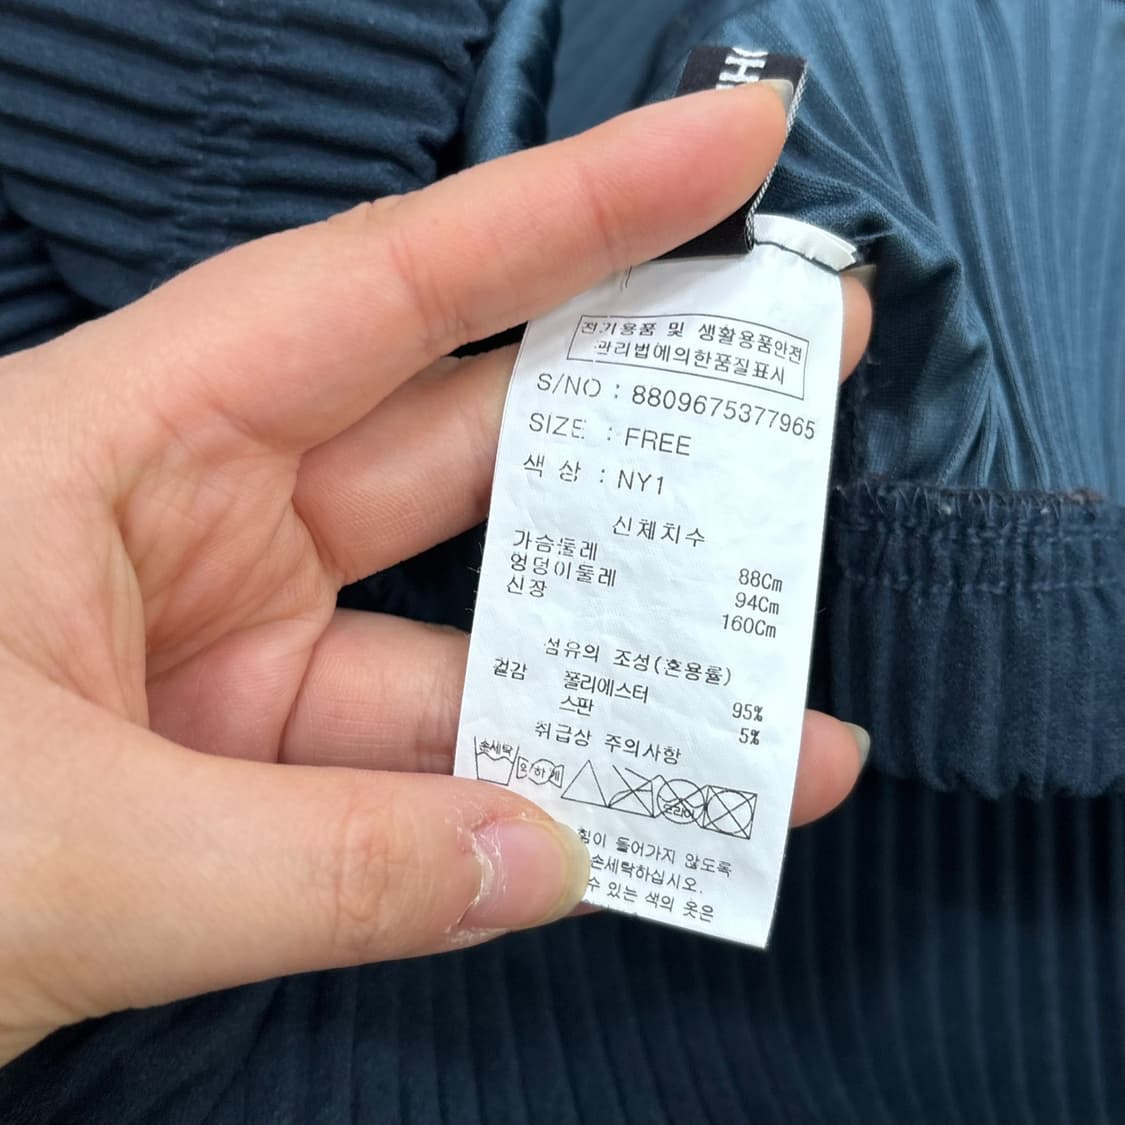 전기용품 및 생활용품안전
관리법에의한품질표시
S/NO : 8809675377965
SIZE : FREE
색 상 : NY1
신체치수
가슴둘레 88Cm
엉덩이둘레 94Cm
신장 160Cm
섬유의 조성(혼용률)
겉감 폴리에스터 95%
스판 5%
취급상 주의사항
손세탁
드라이
힘이 들어가지 않도록
손세탁하십시오.
수 있는 색의 옷은